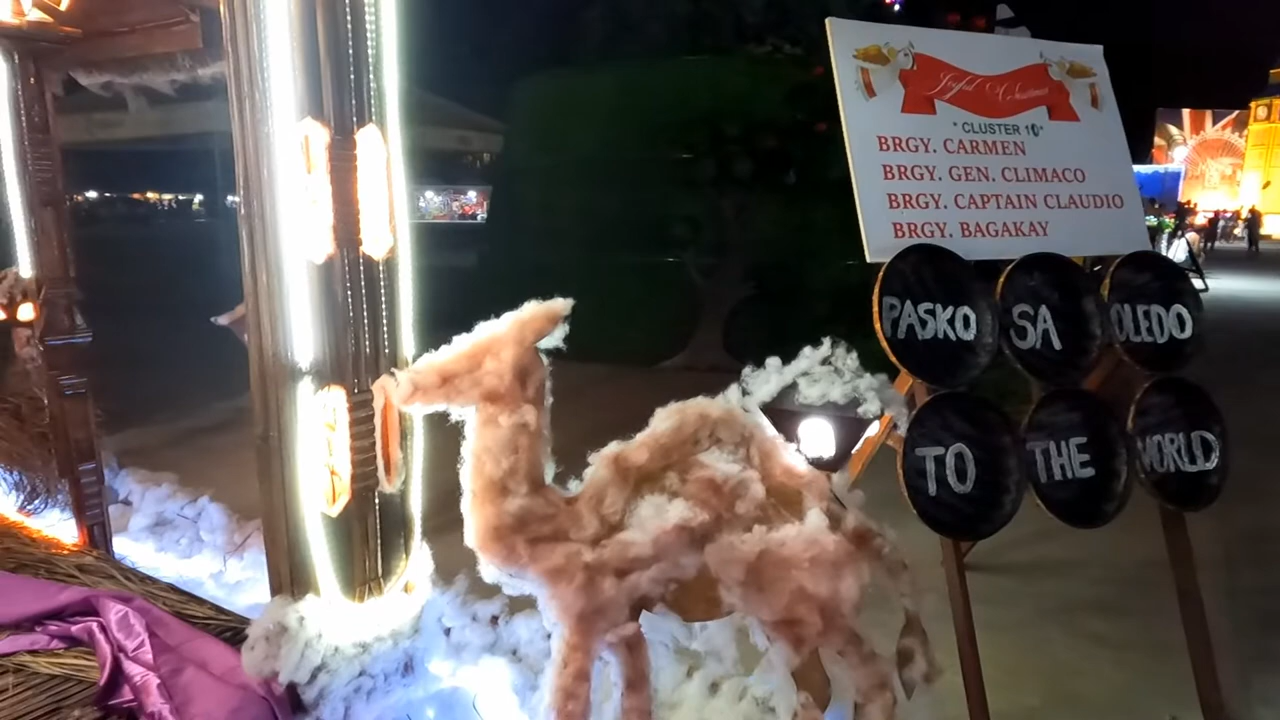 Joyful Christmas
" CLUSTER 10"
BRGY. CARMEN
BRGY. GEN. CLIMACO
BRGY. CAPTAIN CLAUDIO
BRGY. BAGAKAY
PASKO SA OLEDO
TO THE WORLD